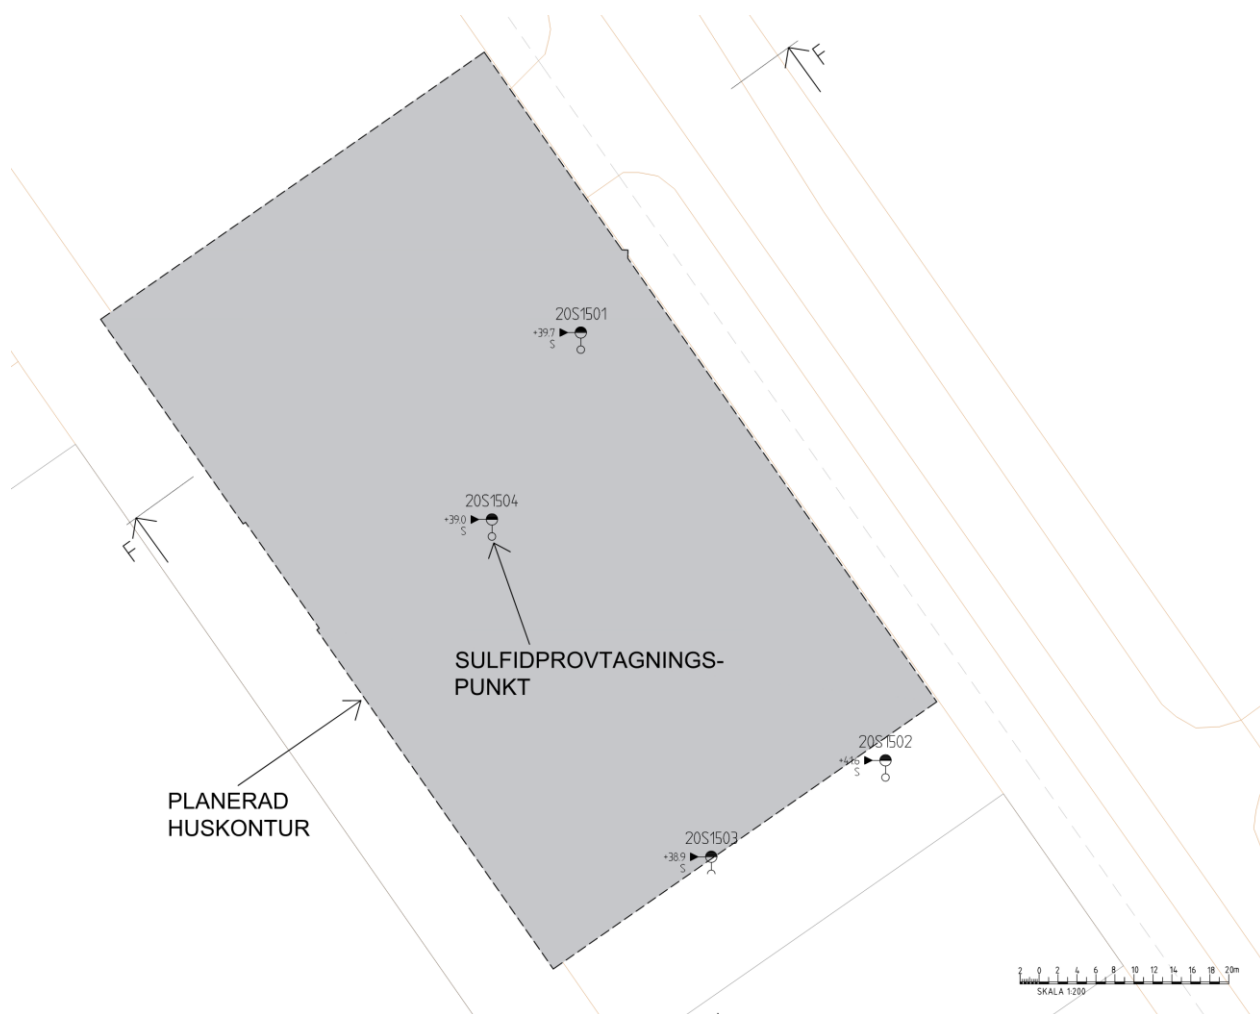 F
20S1501
+39.7
S
20S1504
+39.0
S
F
SULFIDPROVTAGNINGS-
PUNKT
20S1502
S
PLANERAD
HUSKONTUR
20S1503
+38.9
S
2 0 2 4 6 8 10 12 14 16 18 20m
SKALA 1:200